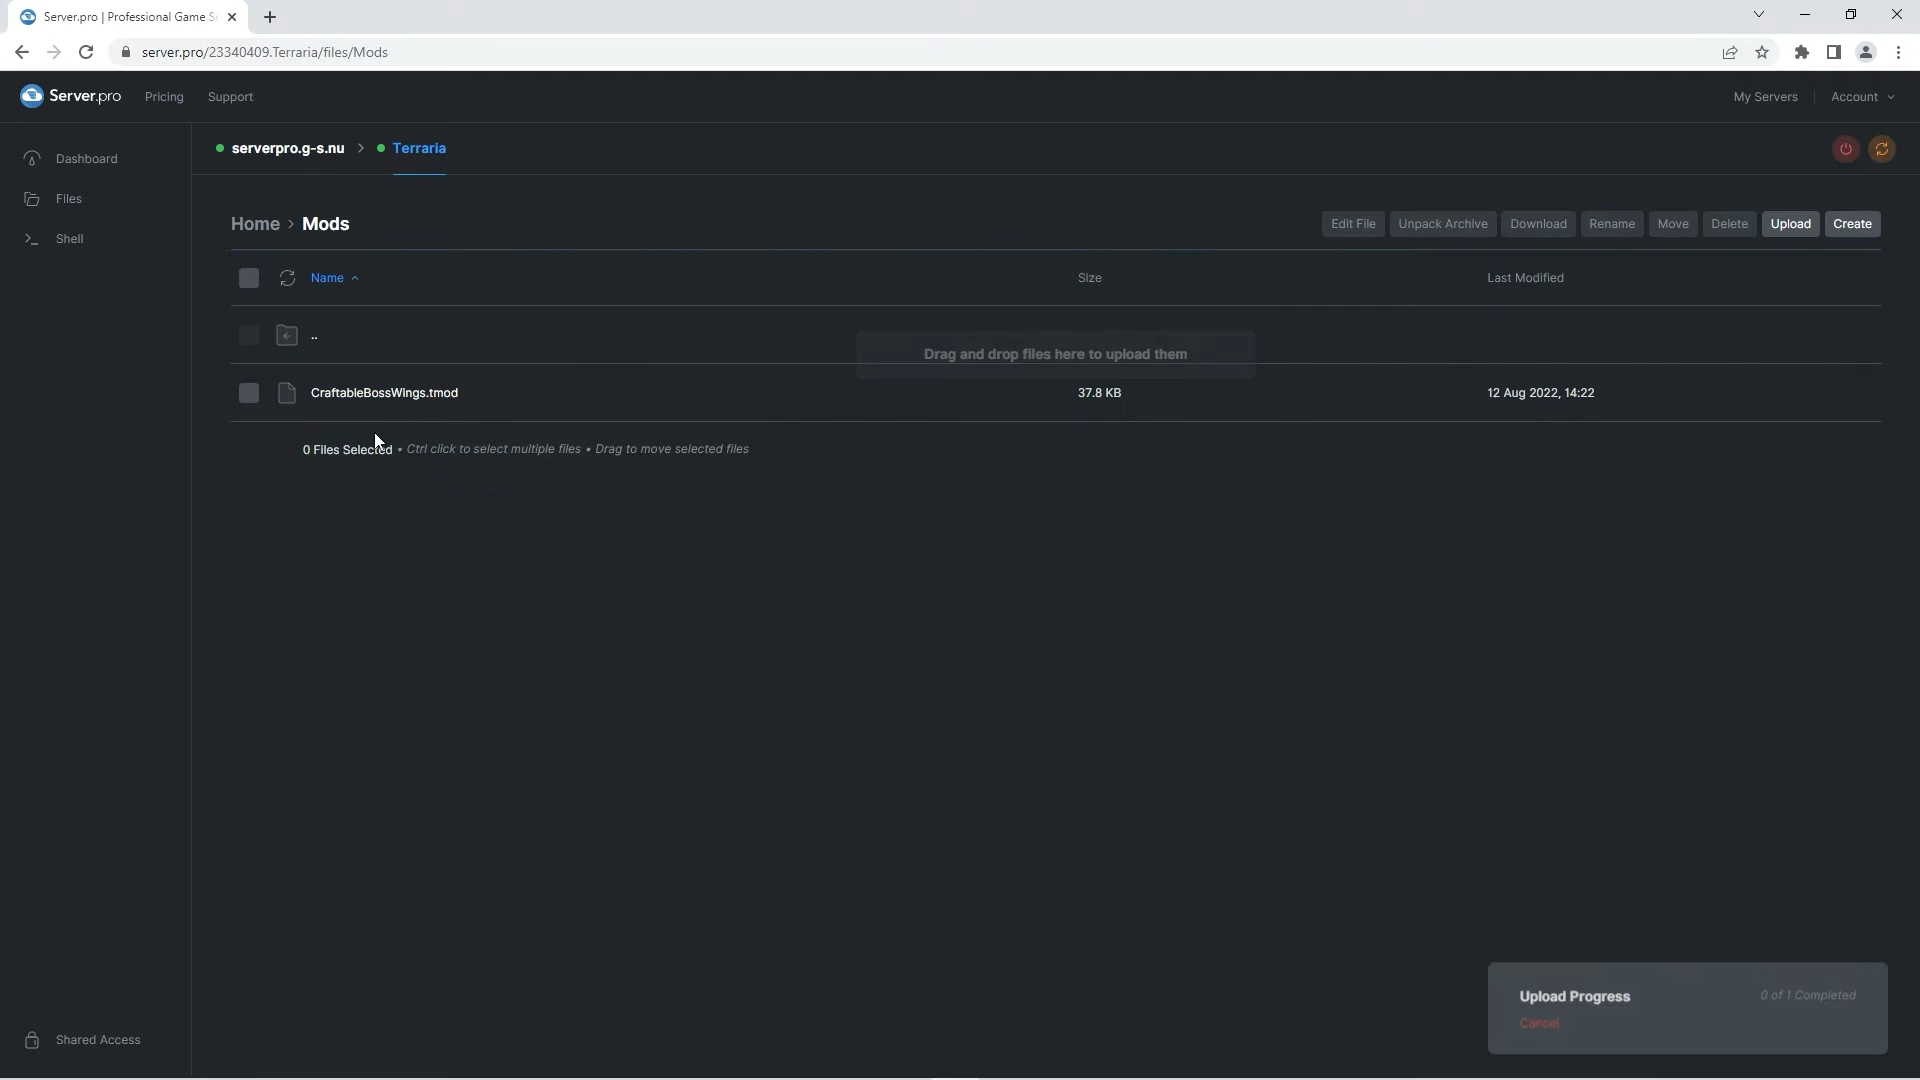 Server.pro | Professional Game S
server.pro/23340409.Terraria/files/Mods
Server.pro
Pricing
Support
My Servers
Account
Dashboard
Files
Shell
Shared Access
serverpro.g-s.nu > Terraria
Home > Mods
Edit File
Unpack Archive
Download
Rename
Move
Delete
Upload
Create
Name
Size
Last Modified
..
Drag and drop files here to upload them
CraftableBossWings.tmod
37.8 KB
12 Aug 2022, 14:22
0 Files Selected • Ctrl click to select multiple files • Drag to move selected files
Upload Progress
0 of 1 Completed
Cancel